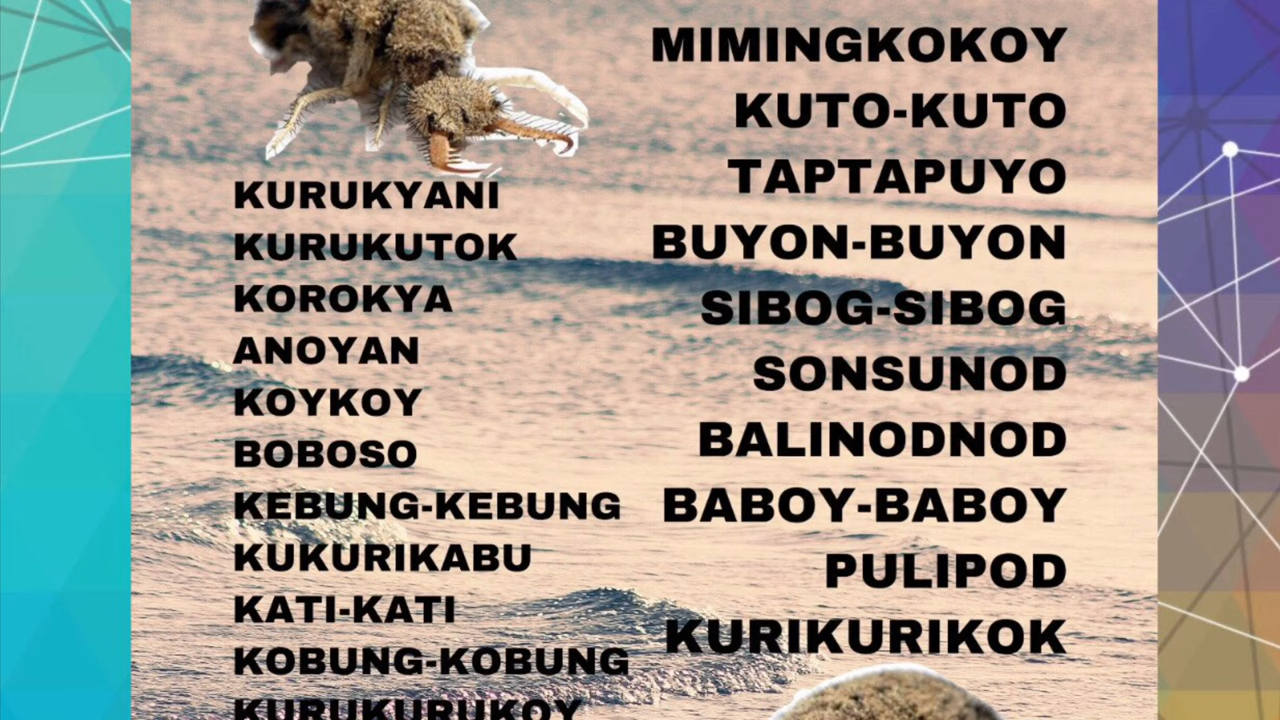 KURUKYANI
KURUKUTOK
KOROKYA
ANOYAN
KOYKOY
BOBOSO
KEBUNG-KEBUNG
KUKURIKABU
KATI-KATI
KOBUNG-KOBUNG
KURUKURUKOY
MIMINGKOKOY
KUTO-KUTO
TAPTAPUYO
BUYON-BUYON
SIBOG-SIBOG
SONSUNOD
BALINODNOD
BABOY-BABOY
PULIPOD
KURIKURIKOK